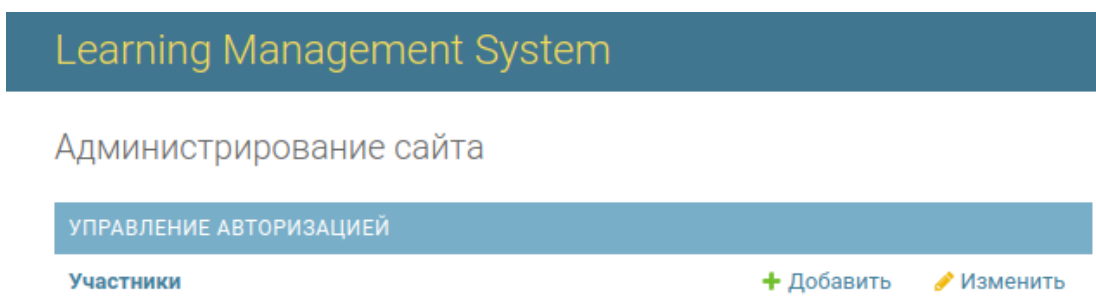 Learning Management System
Администрирование сайта
УПРАВЛЕНИЕ АВТОРИЗАЦИЕЙ
Участники Добавить Изменить